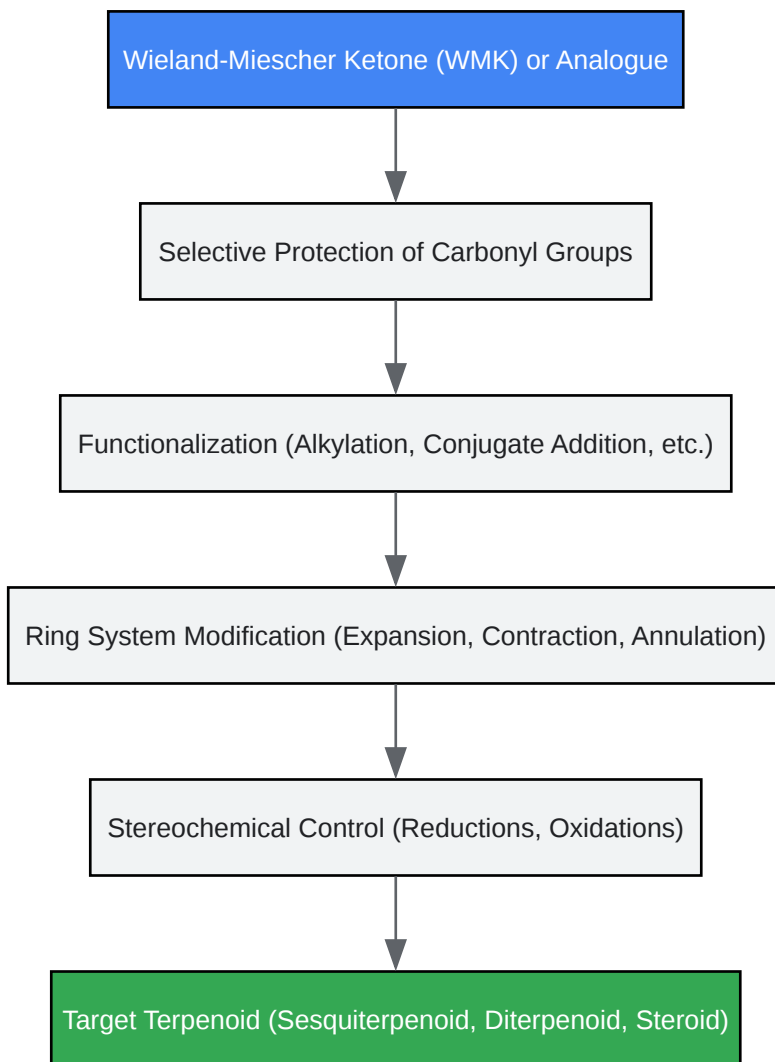 Wieland-Miescher Ketone (WMK) or Analogue
Selective Protection of Carbonyl Groups
Functionalization (Alkylation, Conjugate Addition, etc.)
Ring System Modification (Expansion, Contraction, Annulation)
Stereochemical Control (Reductions, Oxidations)
Target Terpenoid (Sesquiterpenoid, Diterpenoid, Steroid)